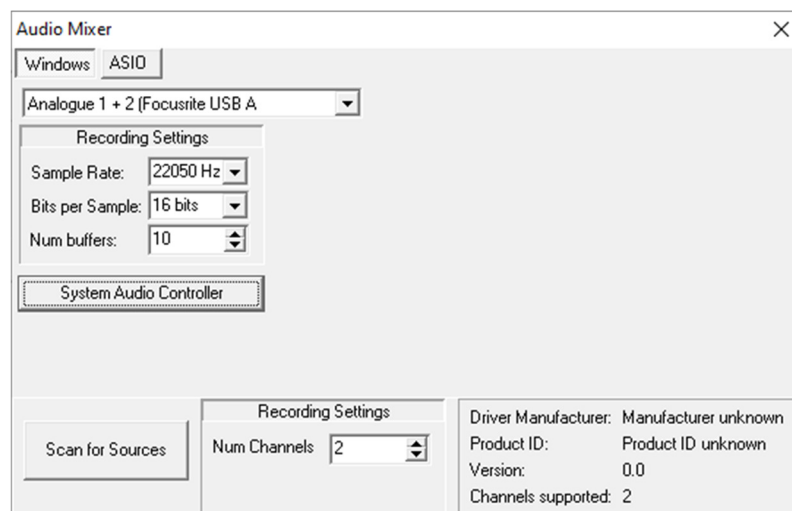 Audio Mixer
Windows ASIO
Analogue 1 + 2 (Focusrite USB A
Recording Settings
Sample Rate: 22050 Hz
Bits per Sample: 16 bits
Num buffers: 10
System Audio Controller
Scan for Sources
Recording Settings
Num Channels 2
Driver Manufacturer: Manufacturer unknown
Product ID: Product ID unknown
Version: 0.0
Channels supported: 2